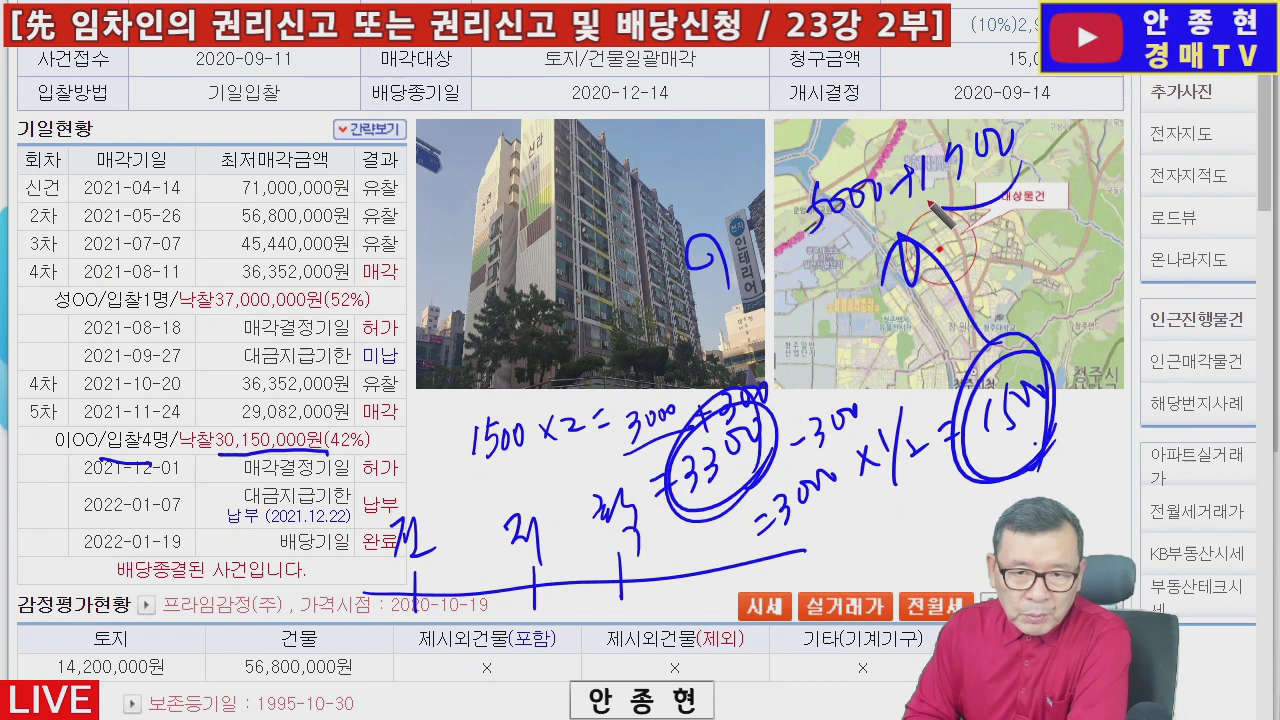 [先 임차인의 권리신고 또는 권리신고 및 배당신청 / 23강 2부]
(10%)2,
안 종 현
경매TV
사건접수 2020-09-11 매각대상 토지/건물일괄매각 청구금액 15,0
입찰방법 기일입찰 배당종기일 2020-12-14 개시결정 2020-09-14
기일현황 간략보기
회차 매각기일 최저매각금액 결과
신건 2021-04-14 71,000,000원 유찰
2차 2021-05-26 56,800,000원 유찰
3차 2021-07-07 45,440,000원 유찰
4차 2021-08-11 36,352,000원 매각
성OO/입찰1명/낙찰37,000,000원(52%)
2021-08-18 매각결정기일 허가
2021-09-27 대금지급기한 미납
4차 2021-10-20 36,352,000원 유찰
5차 2021-11-24 29,082,000원 매각
이OO/입찰4명/낙찰30,150,000원(42%)
2021-12-01 매각결정기일 허가
2022-01-07 대금지급기한 납부
납부 (2021.12.22)
2022-01-19 배당기일 완료
배당종결된 사건입니다.
신라
인테리어
5000+1500
대상물건
청주시
1500×2=3000+300
=3300 -300
=3000 ×1/2= 1500
전 저 확
추가사진
전자지도
전자지적도
로드뷰
온나라지도
인근진행물건
인근매각물건
해당번지사례
아파트실거래
가
전월세거래가
KB부동산시세
부동산테크시
세
감정평가현황 프라임감정(주) , 가격시점 : 2020-10-19
시세 실거래가 전월세
토지 건물 제시외건물(포함) 제시외건물(제외) 기타(기계기구)
14,200,000원 56,800,000원 × × ×
LIVE
보존등기일 : 1995-10-30
안 종 현